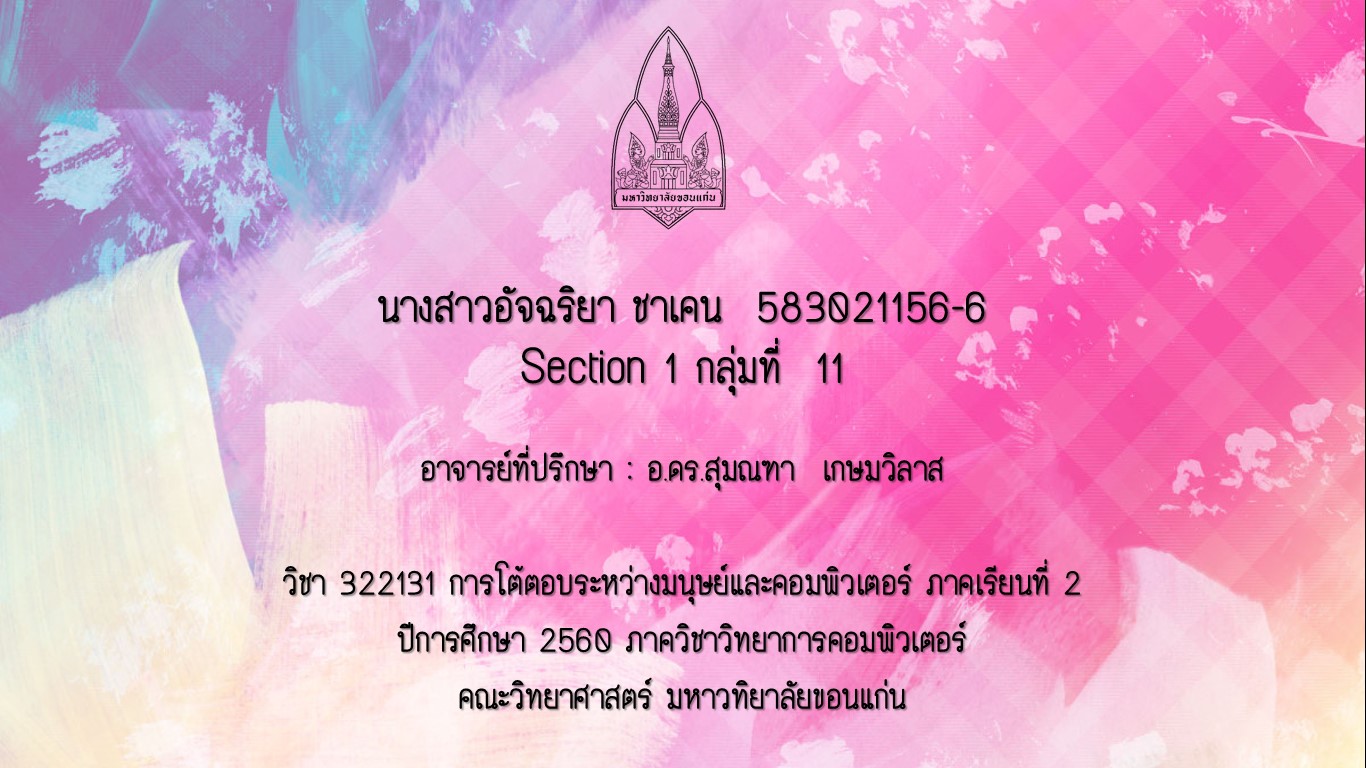 มหาวิทยาลัยขอนแก่น
นางสาวอัจฉริยา ชาเคน 583021156-6
Section 1 กลุ่มที่ 11
อาจารย์ที่ปรึกษา : อ.ดร.สุมณฑา เกษมวิลาส
วิชา 322131 การโต้ตอบระหว่างมนุษย์และคอมพิวเตอร์ ภาคเรียนที่ 2
ปีการศึกษา 2560 ภาควิชาวิทยาการคอมพิวเตอร์
คณะวิทยาศาสตร์ มหาวทิยาลัยขอนแก่น